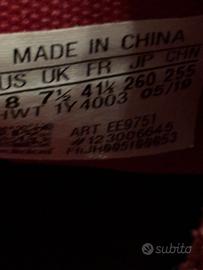 MADE IN CHINA
US UK FR JP CHN
8 7½ 41⅓ 260 255
HWT 1Y4003 05/19
ART EE9751
#123006645
subito